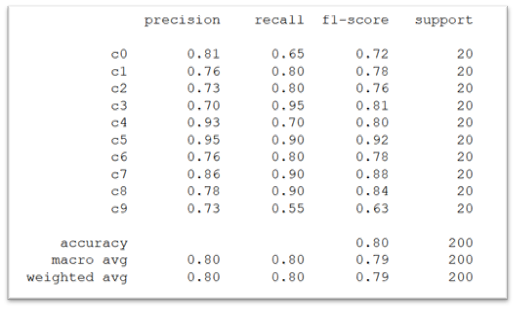 precision recall f1-score support
c0 0.81 0.65 0.72 20
c1 0.76 0.80 0.78 20
c2 0.73 0.80 0.76 20
c3 0.70 0.95 0.81 20
c4 0.93 0.70 0.80 20
c5 0.95 0.90 0.92 20
c6 0.76 0.80 0.78 20
c7 0.86 0.90 0.88 20
c8 0.78 0.90 0.84 20
c9 0.73 0.55 0.63 20
accuracy 0.80 200
macro avg 0.80 0.80 0.79 200
weighted avg 0.80 0.80 0.79 200